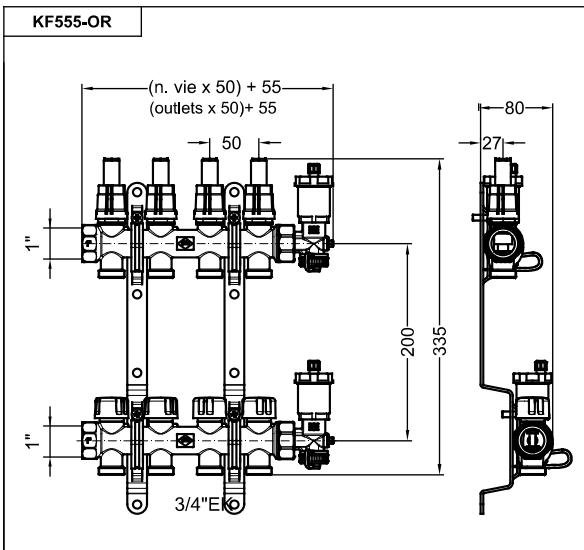 KF555-OR
(n. vie x 50) + 55
(outlets x 50)+ 55
50
80
27
1"
200
335
1"
3/4"EK